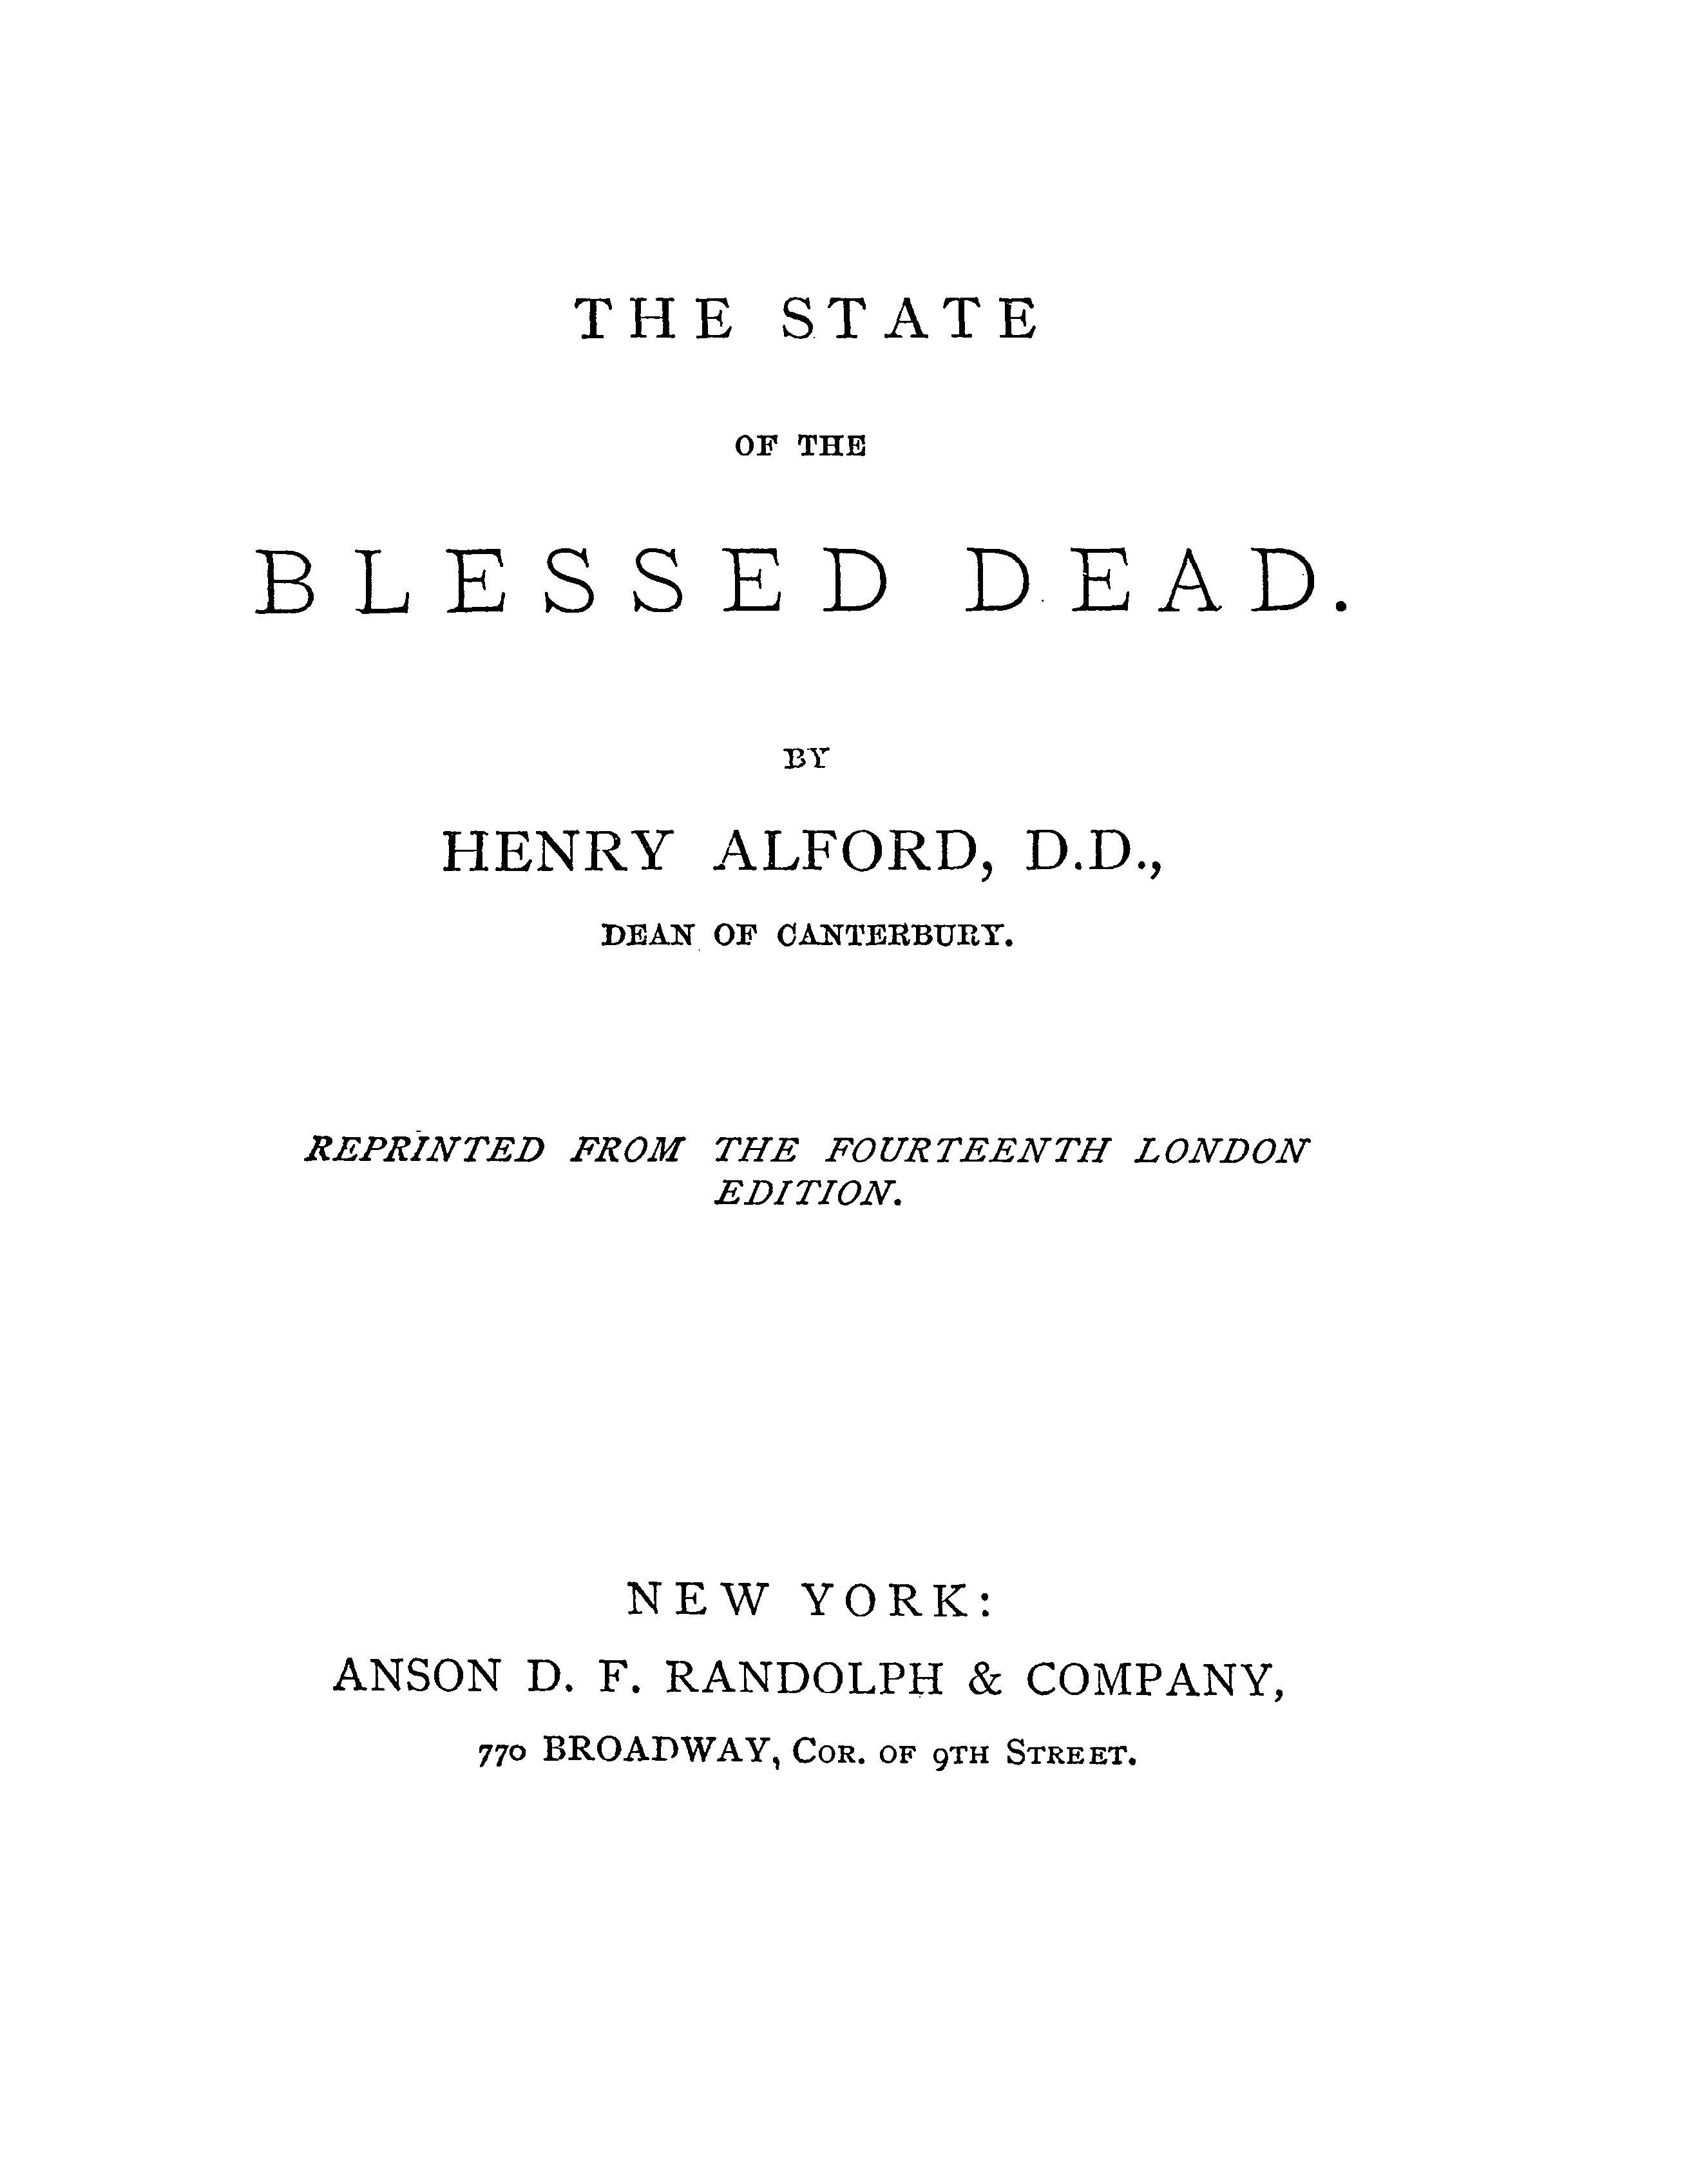 THE STATE
OF THE
BLESSED DEAD.
BY
HENRY ALFORD, D.D.,
DEAN OF CANTERBURY.
REPRINTED FROM THE FOURTEENTH LONDON
EDITION.
NEW YORK:
ANSON D. F. RANDOLPH & COMPANY,
770 BROADWAY, COR. OF 9TH STREET.